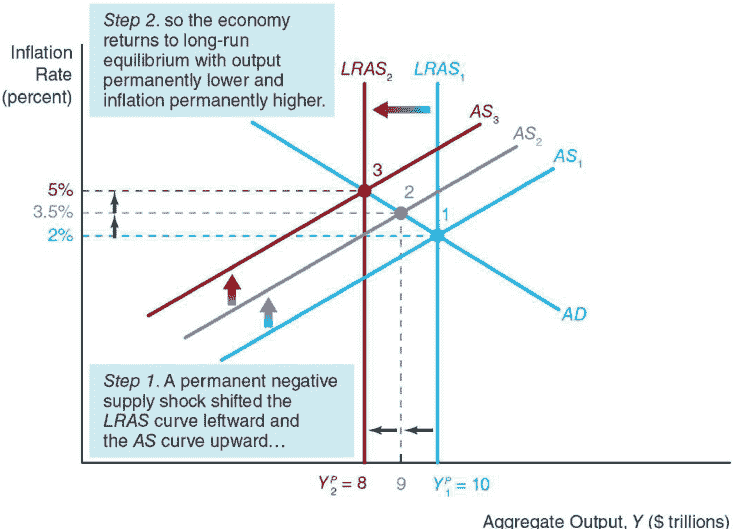 Step 2. so the economy
returns to long-run
equilibrium with output
permanently lower and
inflation permanently higher.
Inflation
Rate
(percent)
LRAS₂
LRAS₁
AS₃
AS₂
AS₁
3
2
1
5%
3.5%
2%
AD
Step 1. A permanent negative
supply shock shifted the
LRAS curve leftward and
the AS curve upward…
Y₂ᴾ = 8
9
Y₁ᴾ = 10
Aggregate Output, Y ($ trillions)